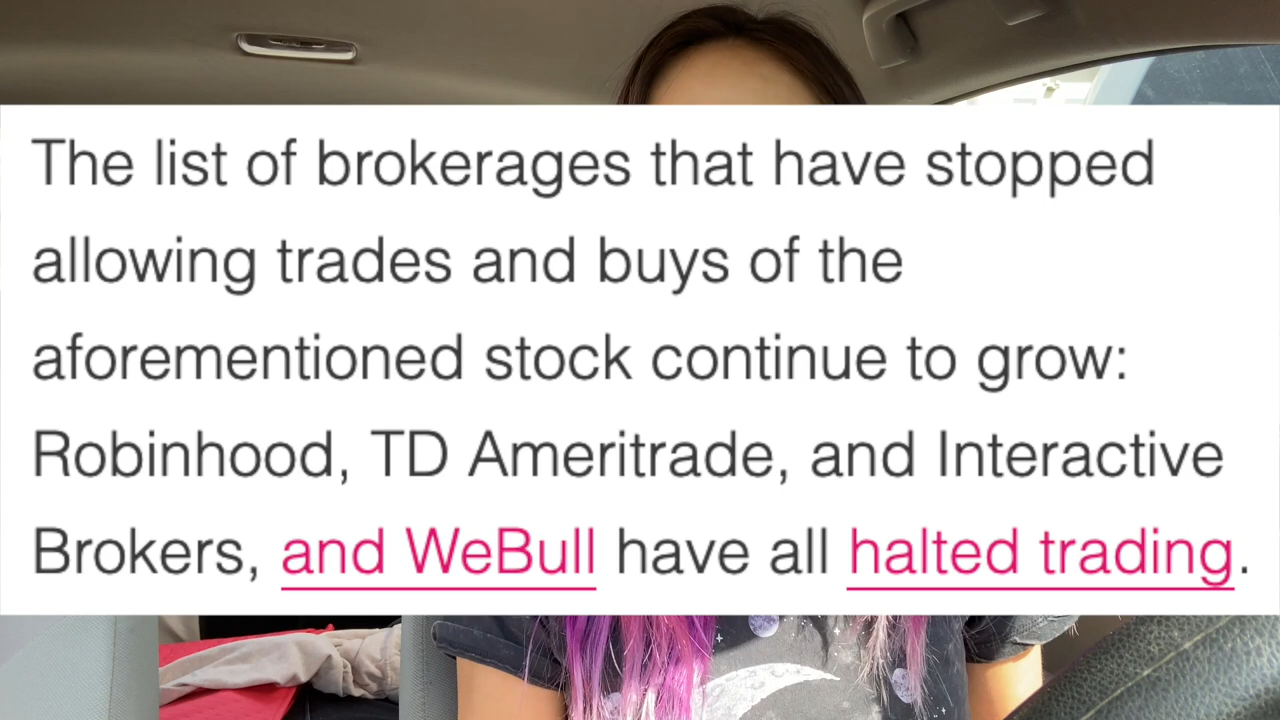 The list of brokerages that have stopped
allowing trades and buys of the
aforementioned stock continue to grow:
Robinhood, TD Ameritrade, and Interactive
Brokers, and WeBull have all halted trading.